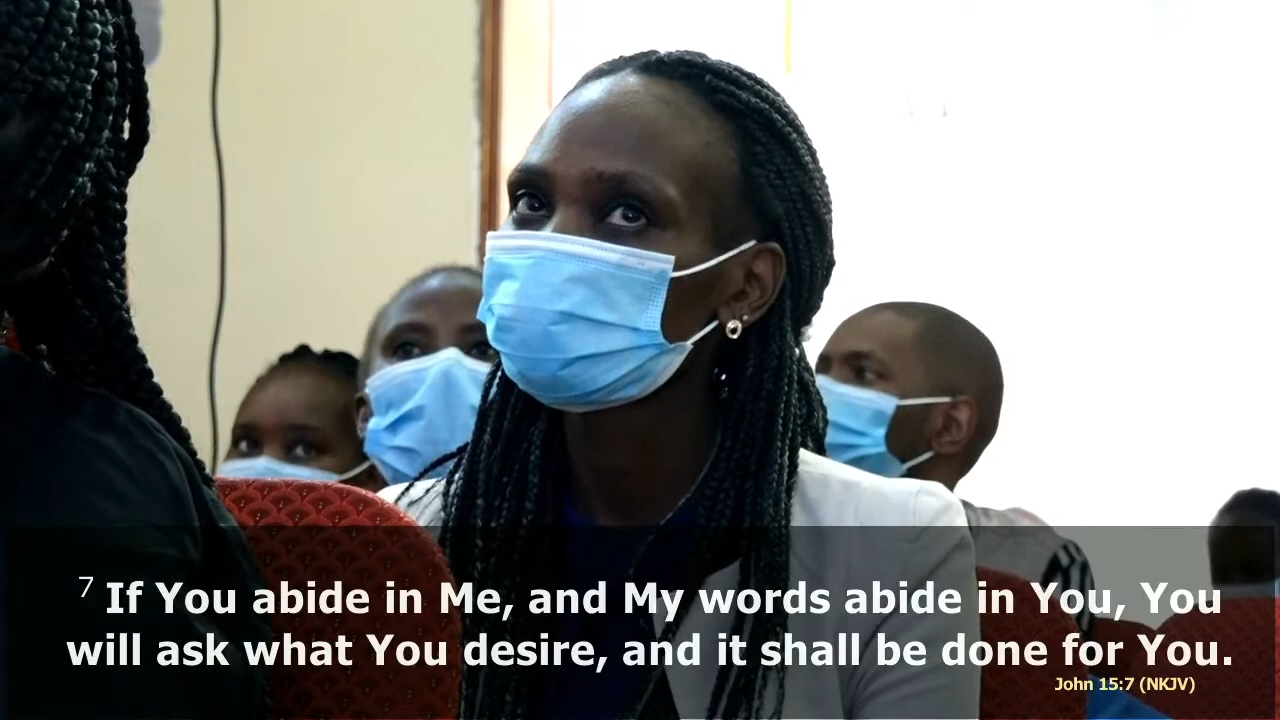 7 If You abide in Me, and My words abide in You, You
will ask what You desire, and it shall be done for You.
John 15:7 (NKJV)